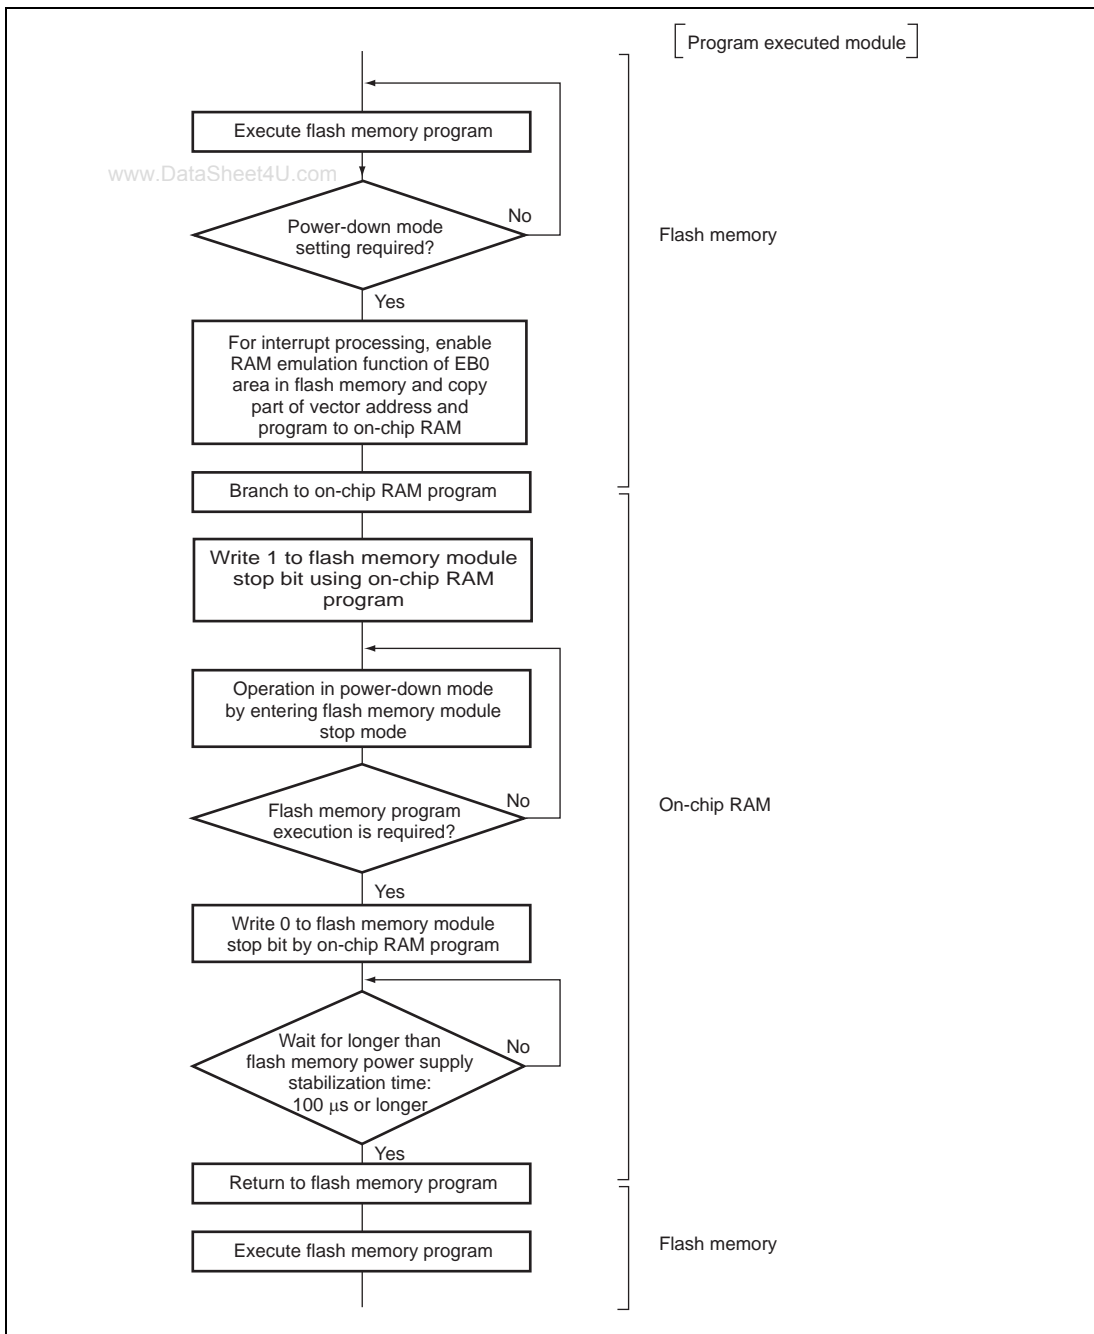 [Program executed module]
Execute flash memory program
www.DataSheet4U.com
Power-down mode
setting required?
No
Flash memory
Yes
For interrupt processing, enable
RAM emulation function of EB0
area in flash memory and copy
part of vector address and
program to on-chip RAM
Branch to on-chip RAM program
Write 1 to flash memory module
stop bit using on-chip RAM
program
Operation in power-down mode
by entering flash memory module
stop mode
Flash memory program
execution is required?
No
On-chip RAM
Yes
Write 0 to flash memory module
stop bit by on-chip RAM program
Wait for longer than
flash memory power supply
stabilization time:
100 μs or longer
No
Yes
Return to flash memory program
Execute flash memory program
Flash memory